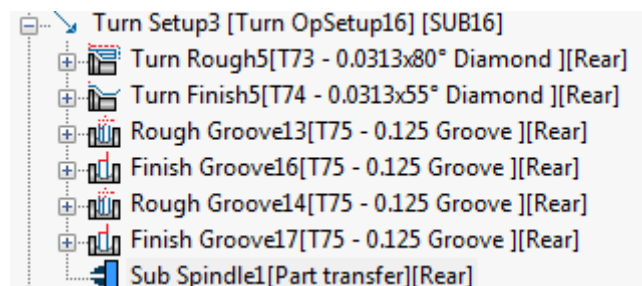 Turn Setup3 [Turn OpSetup16] [SUB16]
Turn Rough5[T73 - 0.0313x80° Diamond ][Rear]
Turn Finish5[T74 - 0.0313x55° Diamond ][Rear]
Rough Groove13[T75 - 0.125 Groove ][Rear]
Finish Groove16[T75 - 0.125 Groove ][Rear]
Rough Groove14[T75 - 0.125 Groove ][Rear]
Finish Groove17[T75 - 0.125 Groove ][Rear]
Sub Spindle1[Part transfer][Rear]